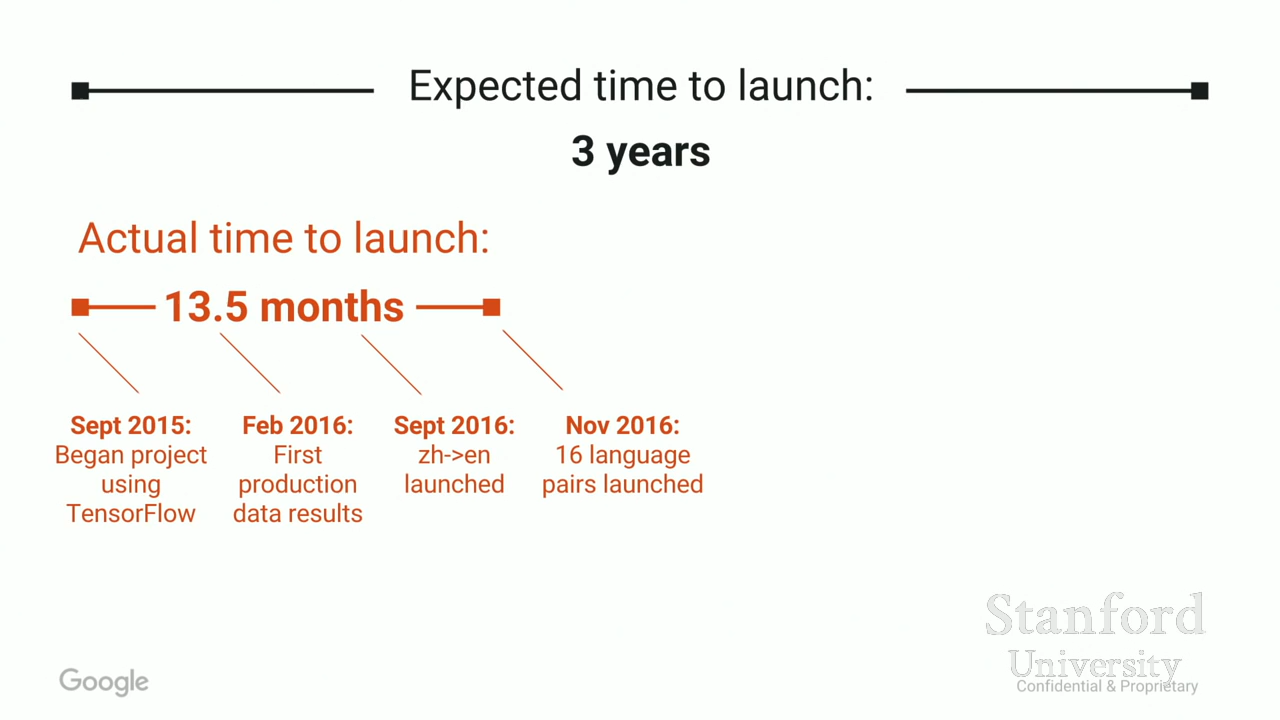 Expected time to launch:
3 years
Actual time to launch:
13.5 months
Sept 2015:
Began project
using
TensorFlow
Feb 2016:
First
production
data results
Sept 2016:
zh->en
launched
Nov 2016:
16 language
pairs launched
Stanford
University
Google
Confidential & Proprietary